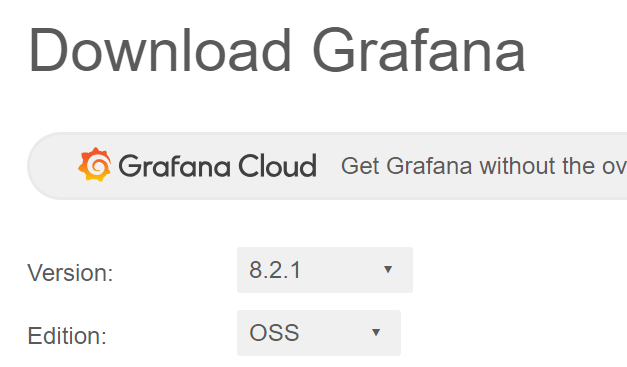 Download Grafana
Grafana Cloud Get Grafana without the ov
Version: 8.2.1
Edition: OSS